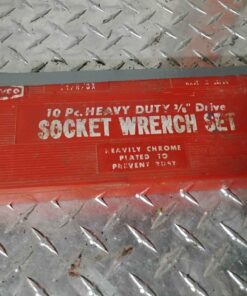 10 Pc. HEAVY DUTY 3/8" Drive
SOCKET WRENCH SET
HEAVILY CHROME
PLATED TO
PREVENT RUST